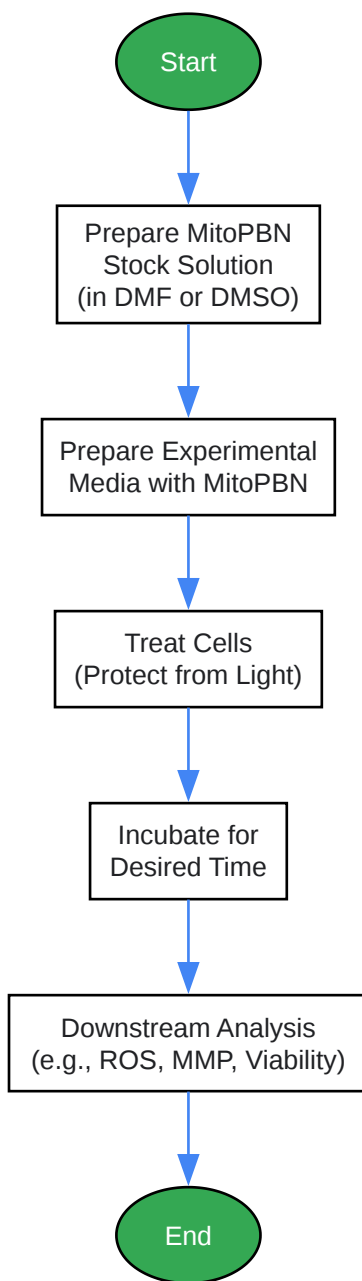 Start
Prepare MitoPBN
Stock Solution
(in DMF or DMSO)
Prepare Experimental
Media with MitoPBN
Treat Cells
(Protect from Light)
Incubate for
Desired Time
Downstream Analysis
(e.g., ROS, MMP, Viability)
End